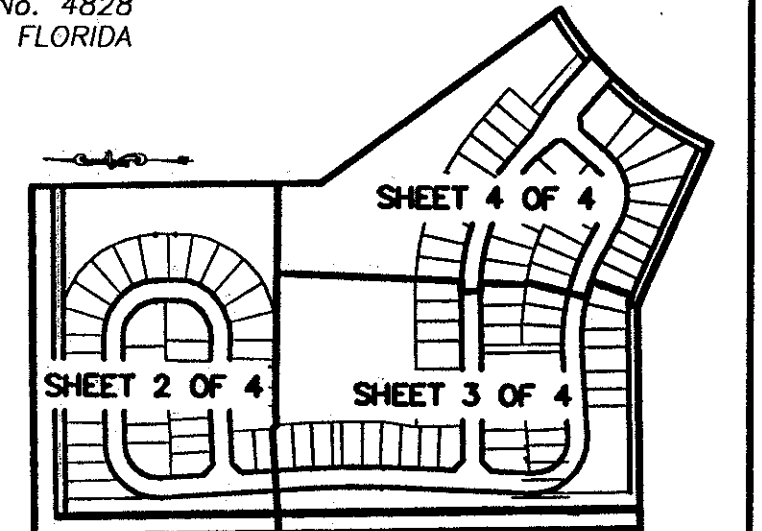 No. 4828
FLORIDA
SHEET 4 OF 4
SHEET 2 OF 4
SHEET 3 OF 4